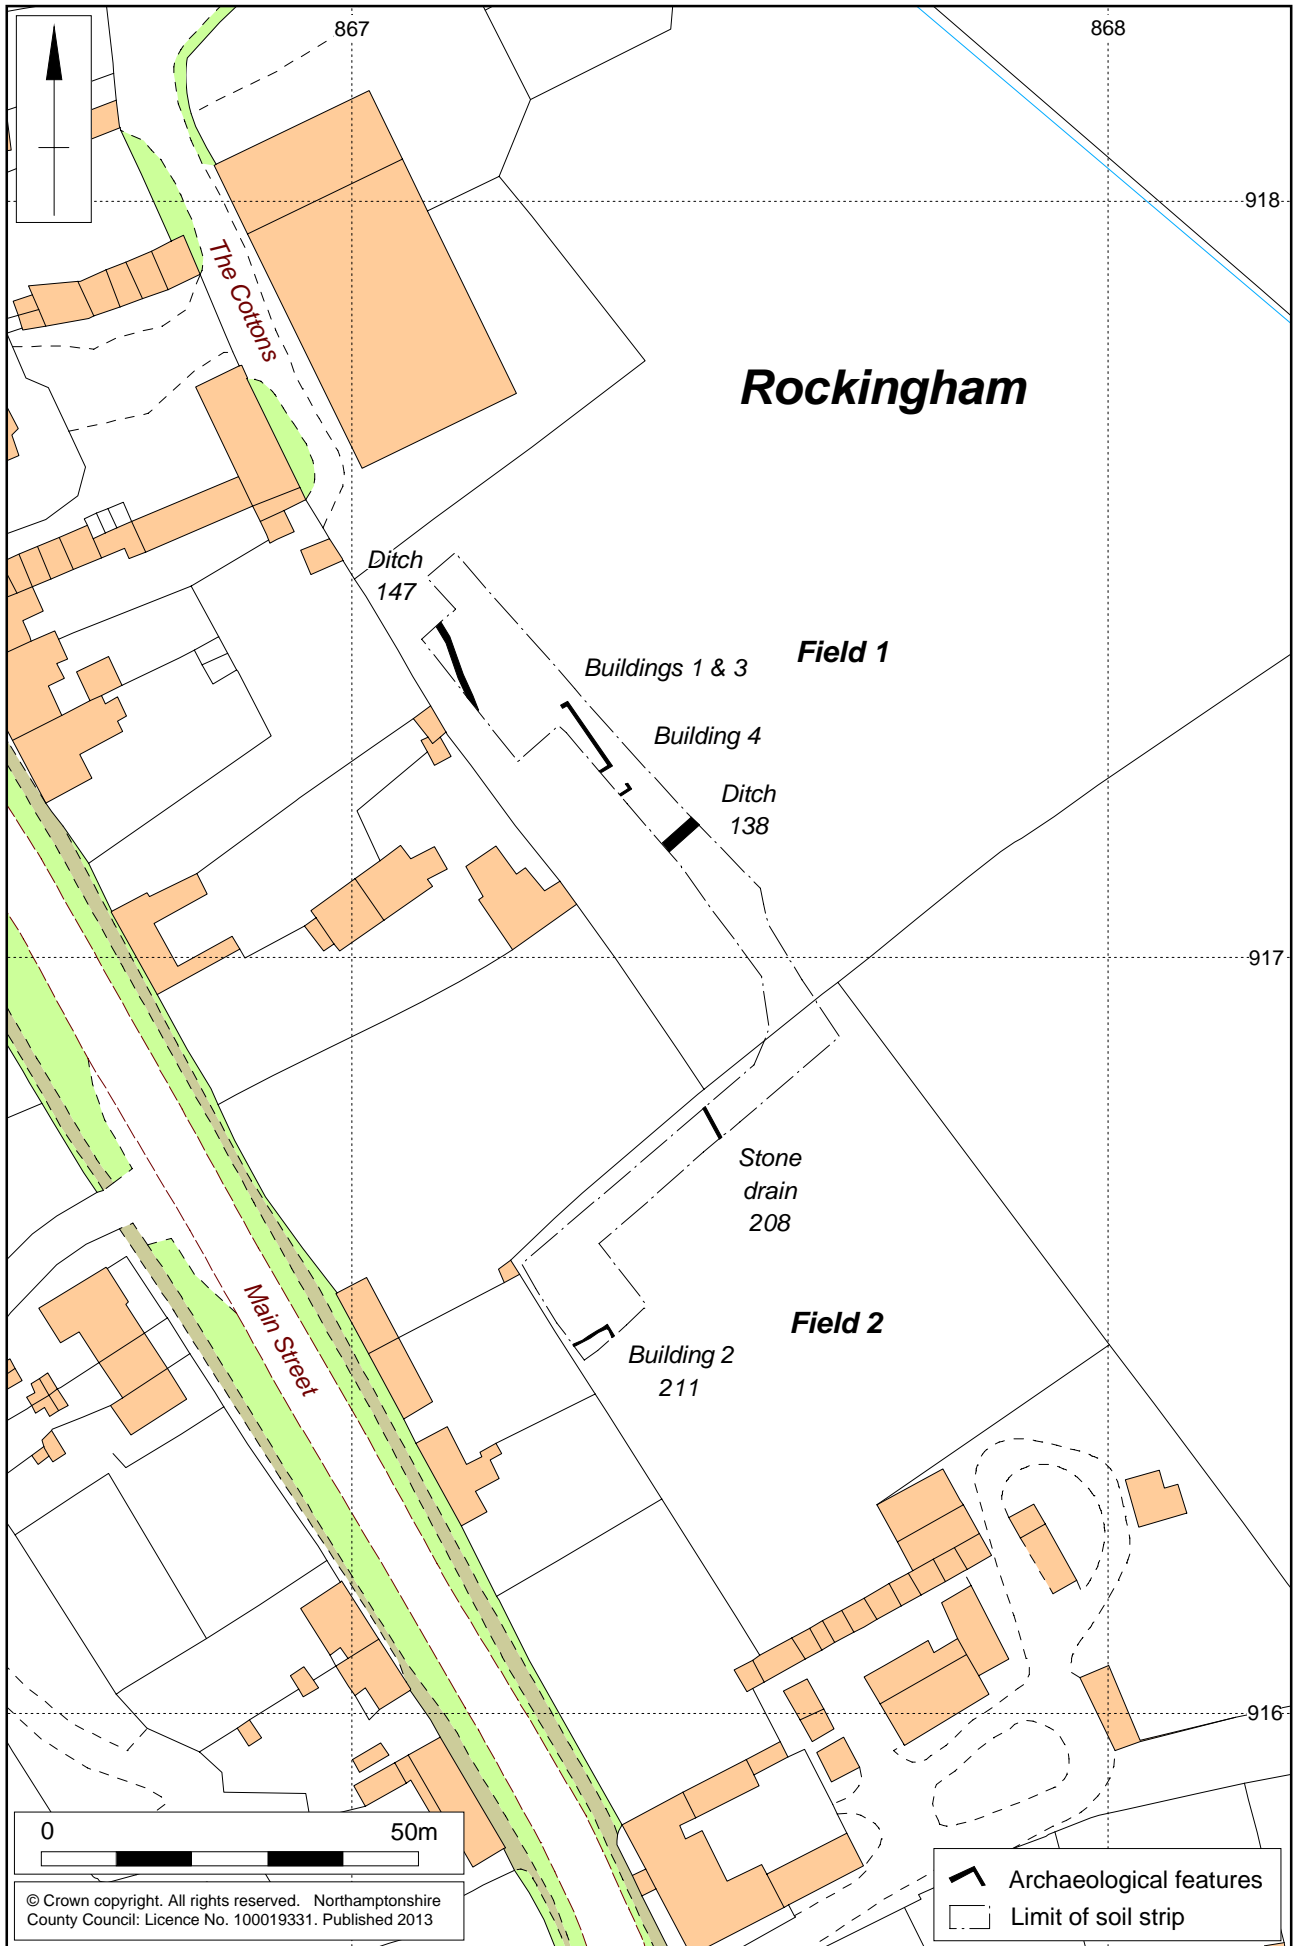 867
868
918
The Cottons
Rockingham
Ditch
147
Field 1
Buildings 1 & 3
Building 4
Ditch
138
917
Stone
drain
208
Main Street
Field 2
Building 2
211
916
0 50m
© Crown copyright. All rights reserved. Northamptonshire
County Council: Licence No. 100019331. Published 2013
Archaeological features
Limit of soil strip